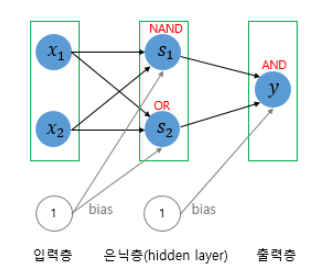 NAND
x₁
s₁
AND
y
OR
x₂
s₂
1
bias
1
bias
입력층
은닉층(hidden layer)
출력층